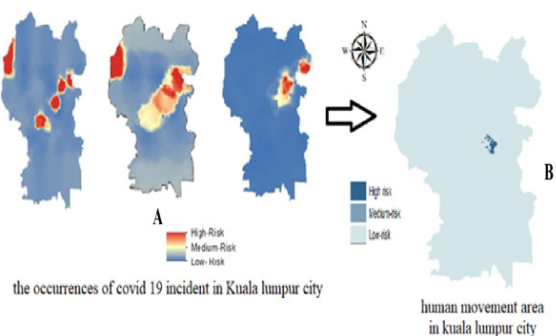 N
W E
S
A
High-Risk
Medium-Risk
Low- Risk
the occurrences of covid 19 incident in Kuala lumpur city
B
High risk
Medium-risk
Low-risk
human movement area
in kuala lumpur city